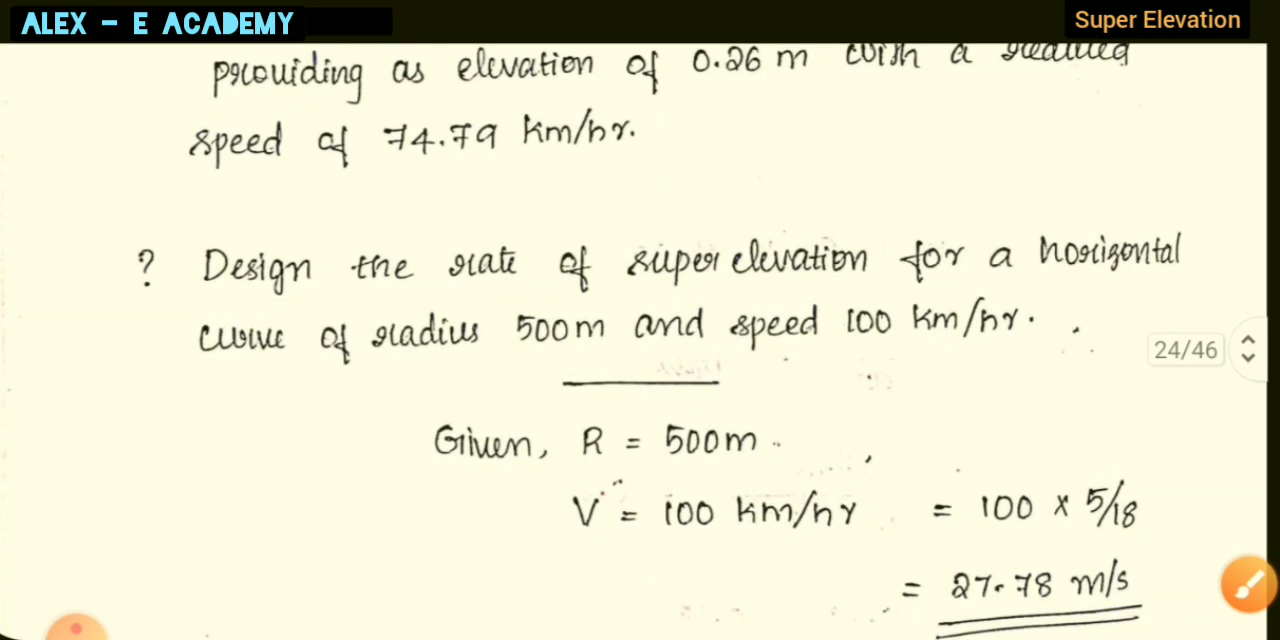 ALEX - E ACADEMY
Super Elevation
providing as elevation of 0.26 m with a
speed of 74.79 km/hr.
? Design the rate of super elevation for a horizontal
curve of radius 500m and speed 100 km/hr.
24/46
Given, R = 500m
V = 100 km/hr = 100 x 5/18
= 27.78 m/s